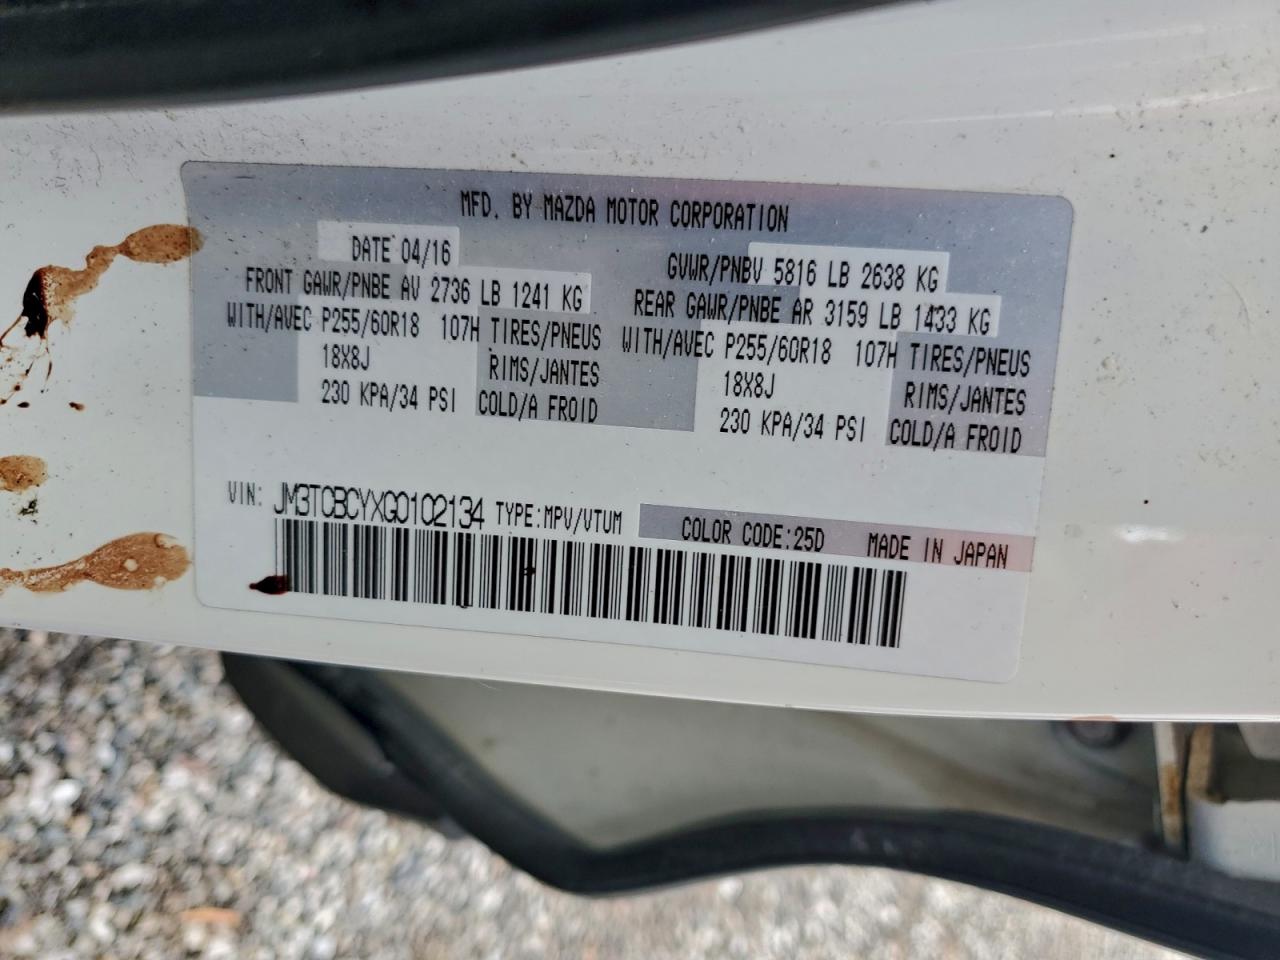 MFD. BY MAZDA MOTOR CORPORATION
DATE 04/16 GVWR/PNBV 5816 LB 2638 KG
FRONT GAWR/PNBE AV 2736 LB 1241 KG REAR GAWR/PNBE AR 3159 LB 1433 KG
WITH/AVEC P255/60R18 107H TIRES/PNEUS WITH/AVEC P255/60R18 107H TIRES/PNEUS
18X8J RIMS/JANTES 18X8J RIMS/JANTES
230 KPA/34 PSI COLD/A FROID 230 KPA/34 PSI COLD/A FROID
VIN: JM3TCBCYXG0102134 TYPE:MPV/VTUM COLOR CODE:25D MADE IN JAPAN